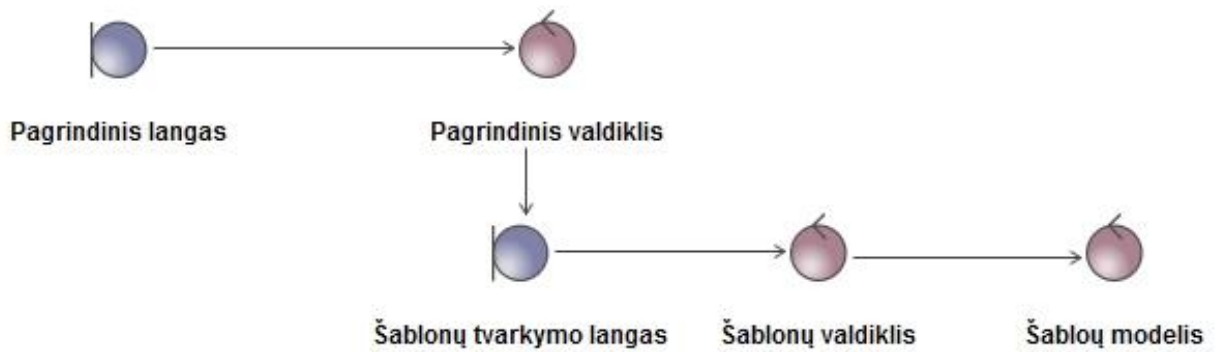 Pagrindinis langas
Pagrindinis valdiklis
Šablonų tvarkymo langas
Šablonų valdiklis
Šabloų modelis